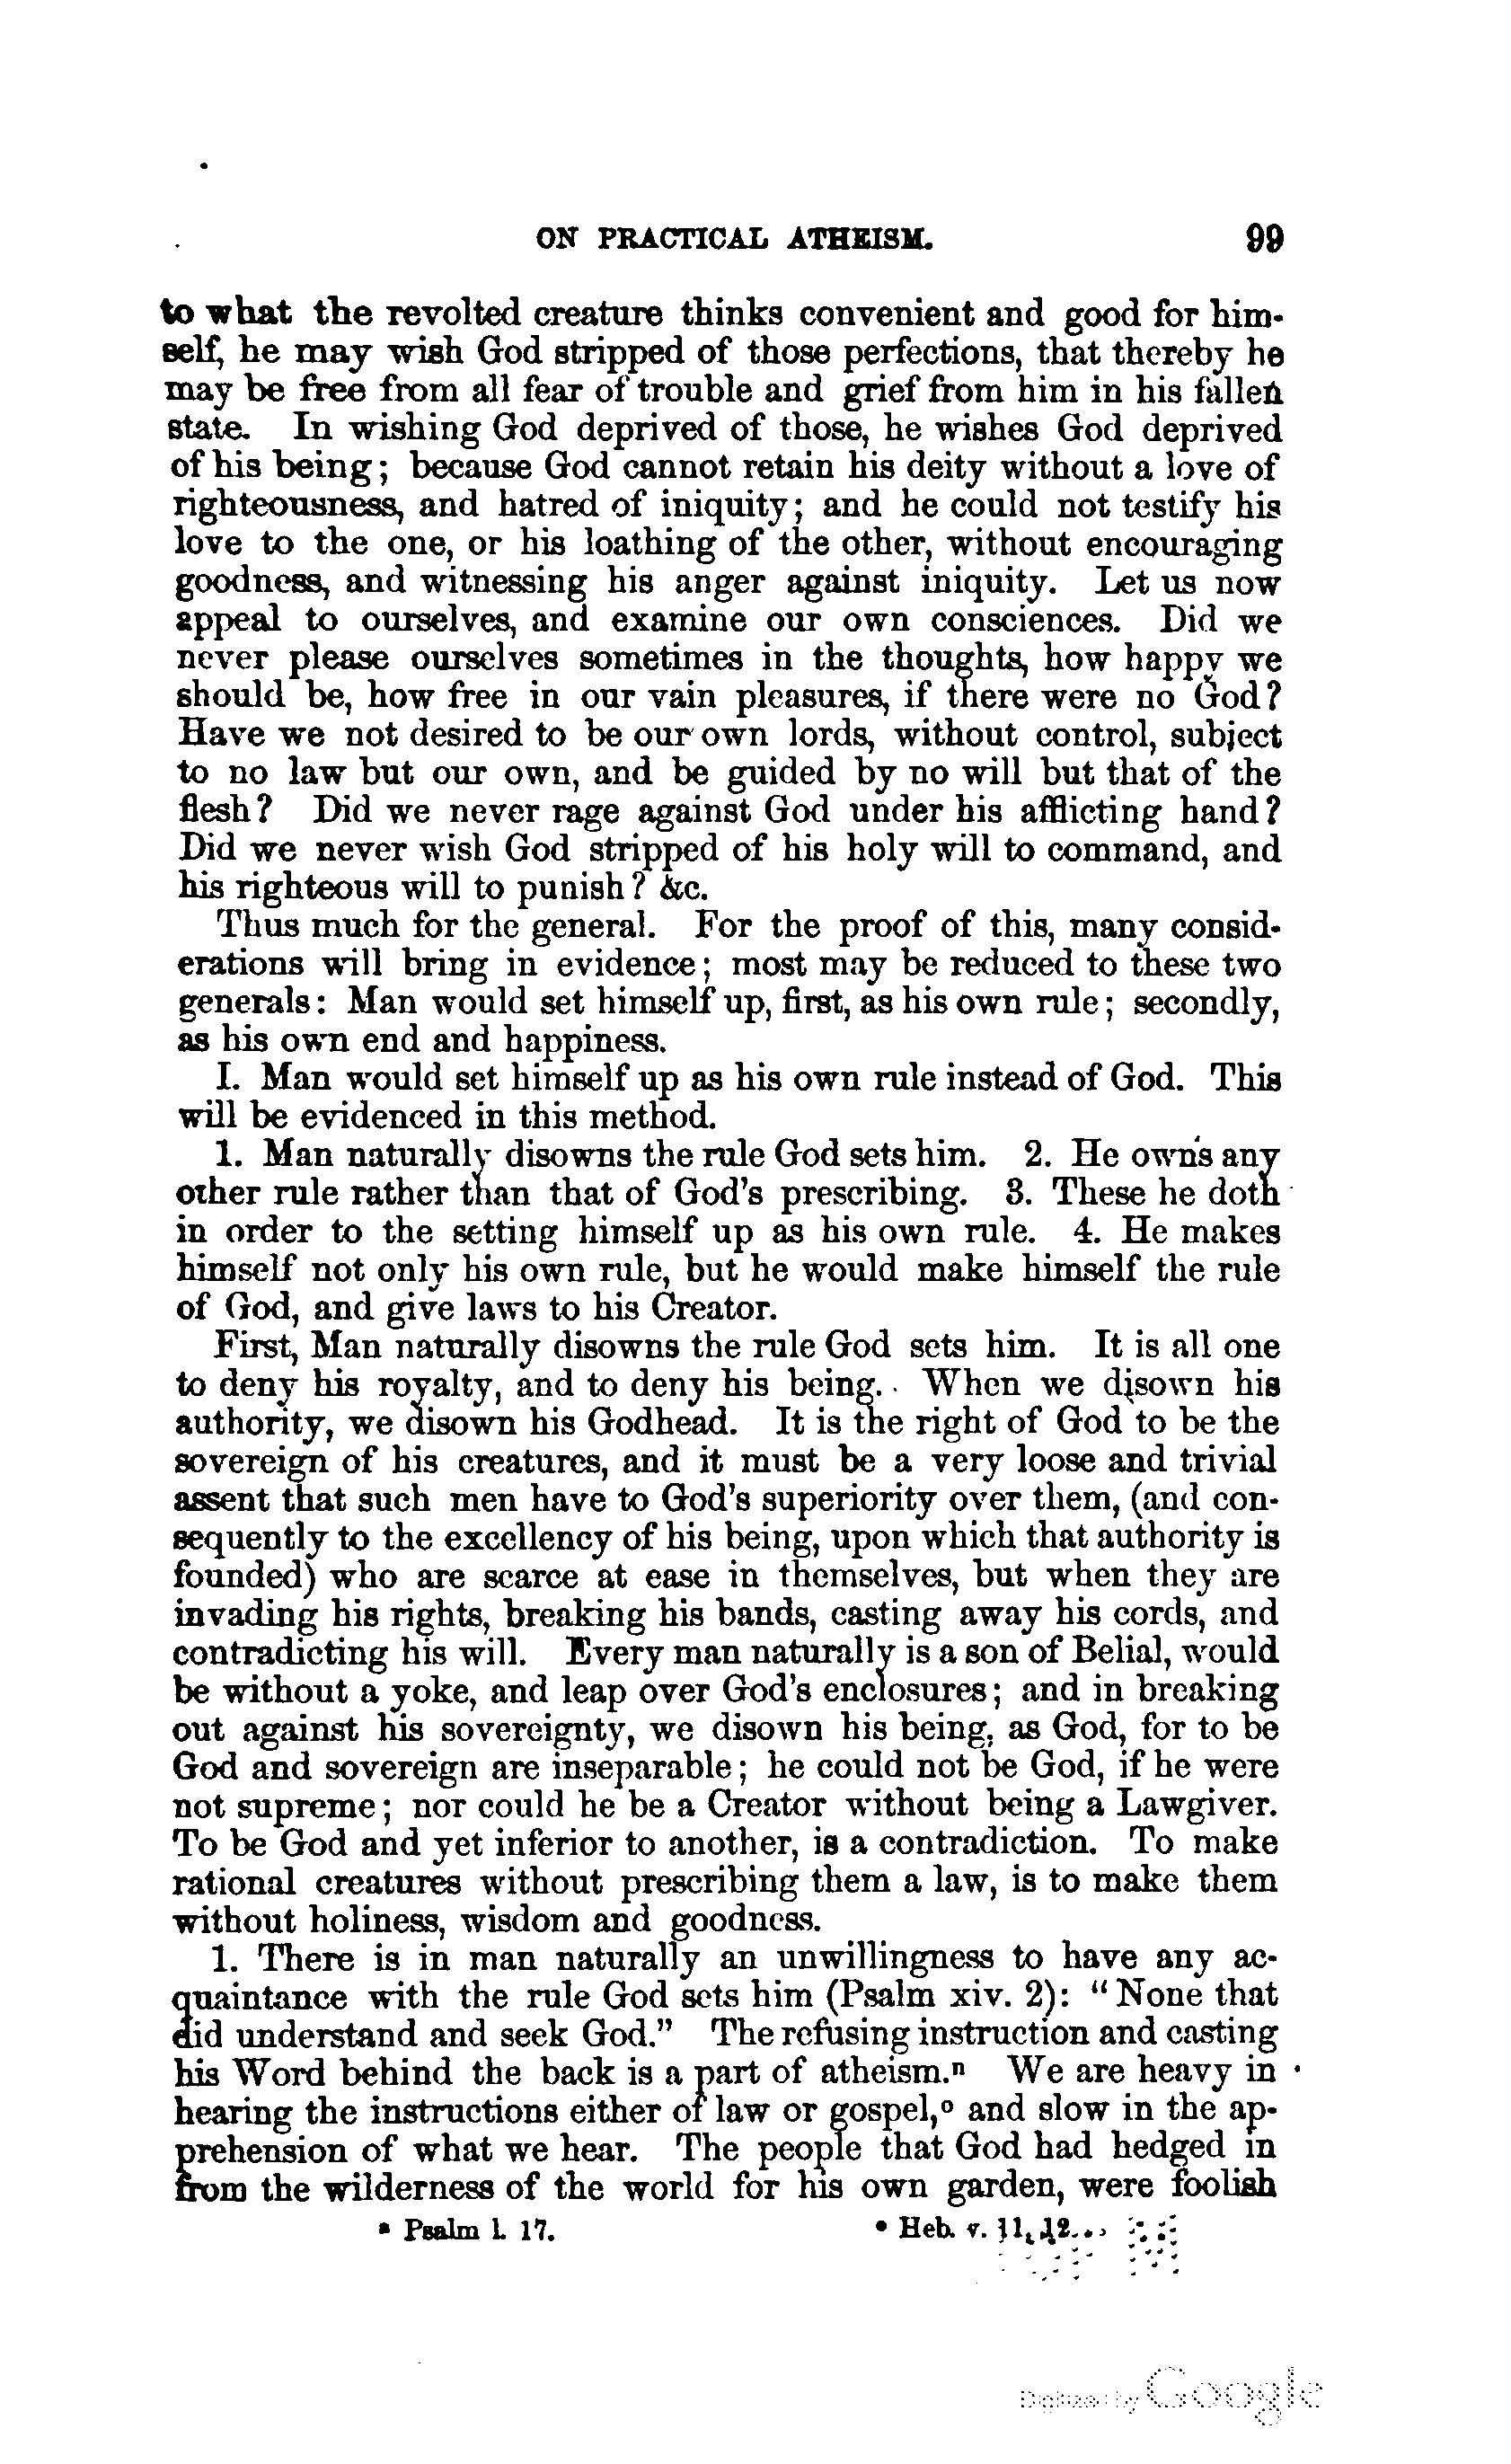 ON PRACTICAL ATHEISM. 99
to what the revolted creature thinks convenient and good for him-
self, he may wish God stripped of those perfections, that thereby he
may be free from all fear of trouble and grief from him in his fallen
state. In wishing God deprived of those, he wishes God deprived
of his being; because God cannot retain his deity without a love of
righteousness, and hatred of iniquity; and he could not testify his
love to the one, or his loathing of the other, without encouraging
goodness, and witnessing his anger against iniquity. Let us now
appeal to ourselves, and examine our own consciences. Did we
never please ourselves sometimes in the thoughts, how happy we
should be, how free in our vain pleasures, if there were no God?
Have we not desired to be our own lords, without control, subject
to no law but our own, and be guided by no will but that of the
flesh? Did we never rage against God under his afflicting hand?
Did we never wish God stripped of his holy will to command, and
his righteous will to punish? &c.
Thus much for the general. For the proof of this, many consid-
erations will bring in evidence; most may be reduced to these two
generals: Man would set himself up, first, as his own rule; secondly,
as his own end and happiness.
I. Man would set himself up as his own rule instead of God. This
will be evidenced in this method.
1. Man naturally disowns the rule God sets him. 2. He owns any
other rule rather than that of God's prescribing. 3. These he doth
in order to the setting himself up as his own rule. 4. He makes
himself not only his own rule, but he would make himself the rule
of God, and give laws to his Creator.
First, Man naturally disowns the rule God sets him. It is all one
to deny his royalty, and to deny his being. When we disown his
authority, we disown his Godhead. It is the right of God to be the
sovereign of his creatures, and it must be a very loose and trivial
assent that such men have to God's superiority over them, (and con-
sequently to the excellency of his being, upon which that authority is
founded) who are scarce at ease in themselves, but when they are
invading his rights, breaking his bands, casting away his cords, and
contradicting his will. Every man naturally is a son of Belial, would
be without a yoke, and leap over God's enclosures; and in breaking
out against his sovereignty, we disown his being, as God, for to be
God and sovereign are inseparable; he could not be God, if he were
not supreme; nor could he be a Creator without being a Lawgiver.
To be God and yet inferior to another, is a contradiction. To make
rational creatures without prescribing them a law, is to make them
without holiness, wisdom and goodness.
1. There is in man naturally an unwillingness to have any ac-
quaintance with the rule God sets him (Psalm xiv. 2): "None that
did understand and seek God." The refusing instruction and casting
his Word behind the back is a part of atheism.ⁿ We are heavy in
hearing the instructions either of law or gospel,º and slow in the ap-
prehension of what we hear. The people that God had hedged in
from the wilderness of the world for his own garden, were foolish
ⁿ Psalm l. 17. º Heb. v. 11, 12.
Digitized by Google